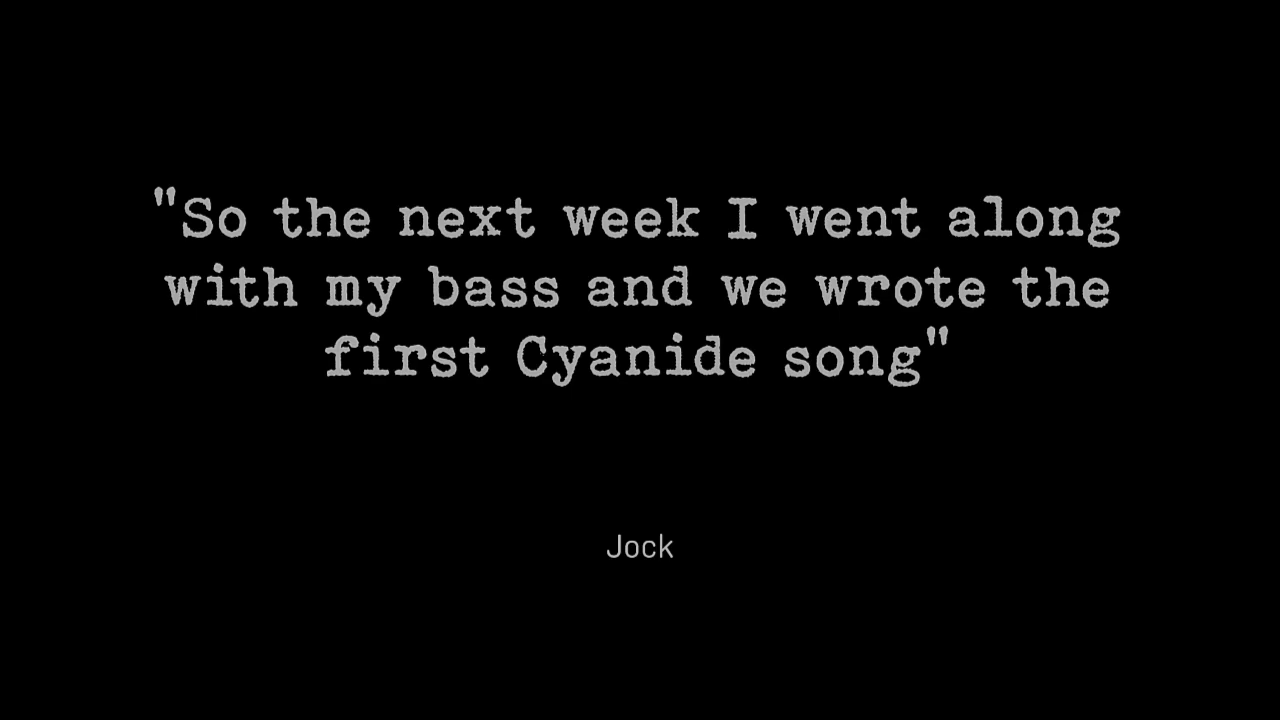 "So the next week I went along
with my bass and we wrote the
first Cyanide song"
Jock